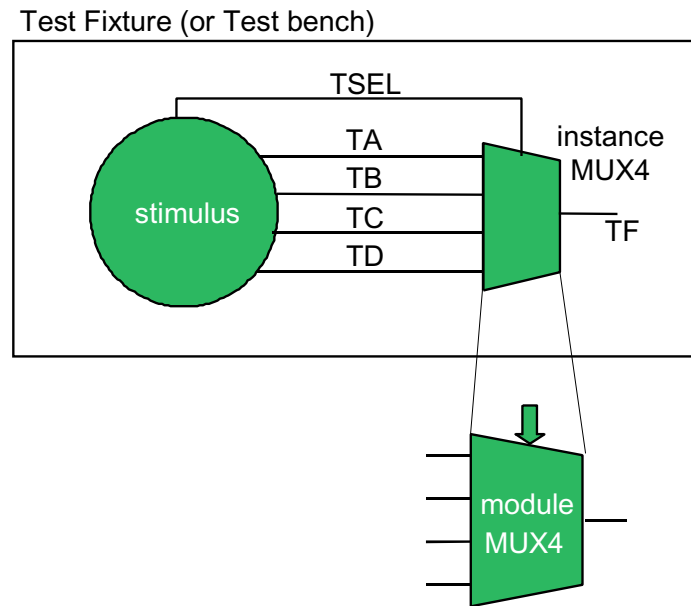 Test Fixture (or Test bench)
TSEL
TA
instance
MUX4
TB
stimulus
TC
TF
TD
module
MUX4